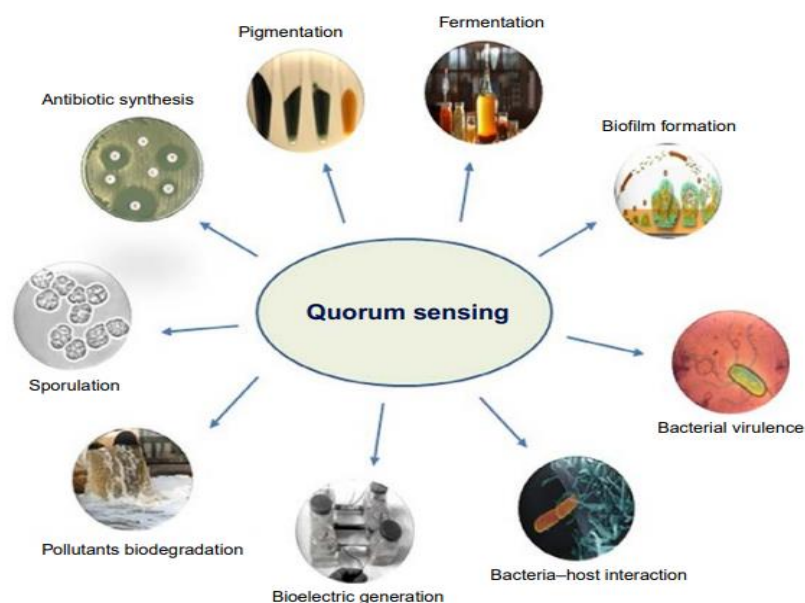 Pigmentation
Fermentation
Antibiotic synthesis
Biofilm formation
Quorum sensing
Sporulation
Bacterial virulence
Pollutants biodegradation
Bacteria–host interaction
Bioelectric generation